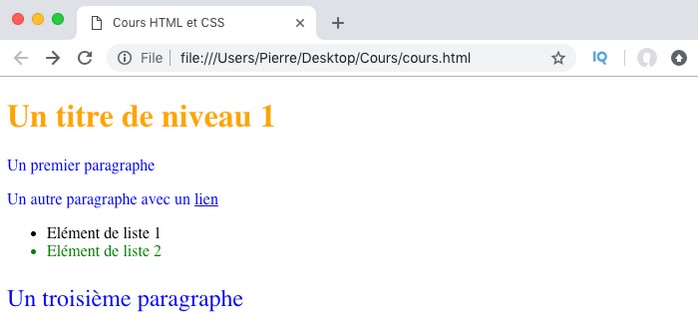 Cours HTML et CSS
File | file:///Users/Pierre/Desktop/Cours/cours.html IQ
Un titre de niveau 1
Un premier paragraphe
Un autre paragraphe avec un lien
• Elément de liste 1
• Elément de liste 2
Un troisième paragraphe